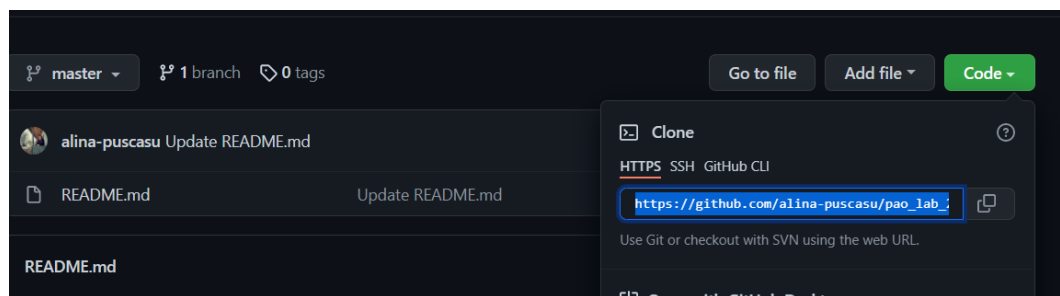 master 1 branch 0 tags Go to file Add file Code
alina-puscasu Update README.md
README.md Update README.md
README.md
Clone
HTTPS SSH GitHub CLI
https://github.com/alina-puscasu/pao_lab_
Use Git or checkout with SVN using the web URL.